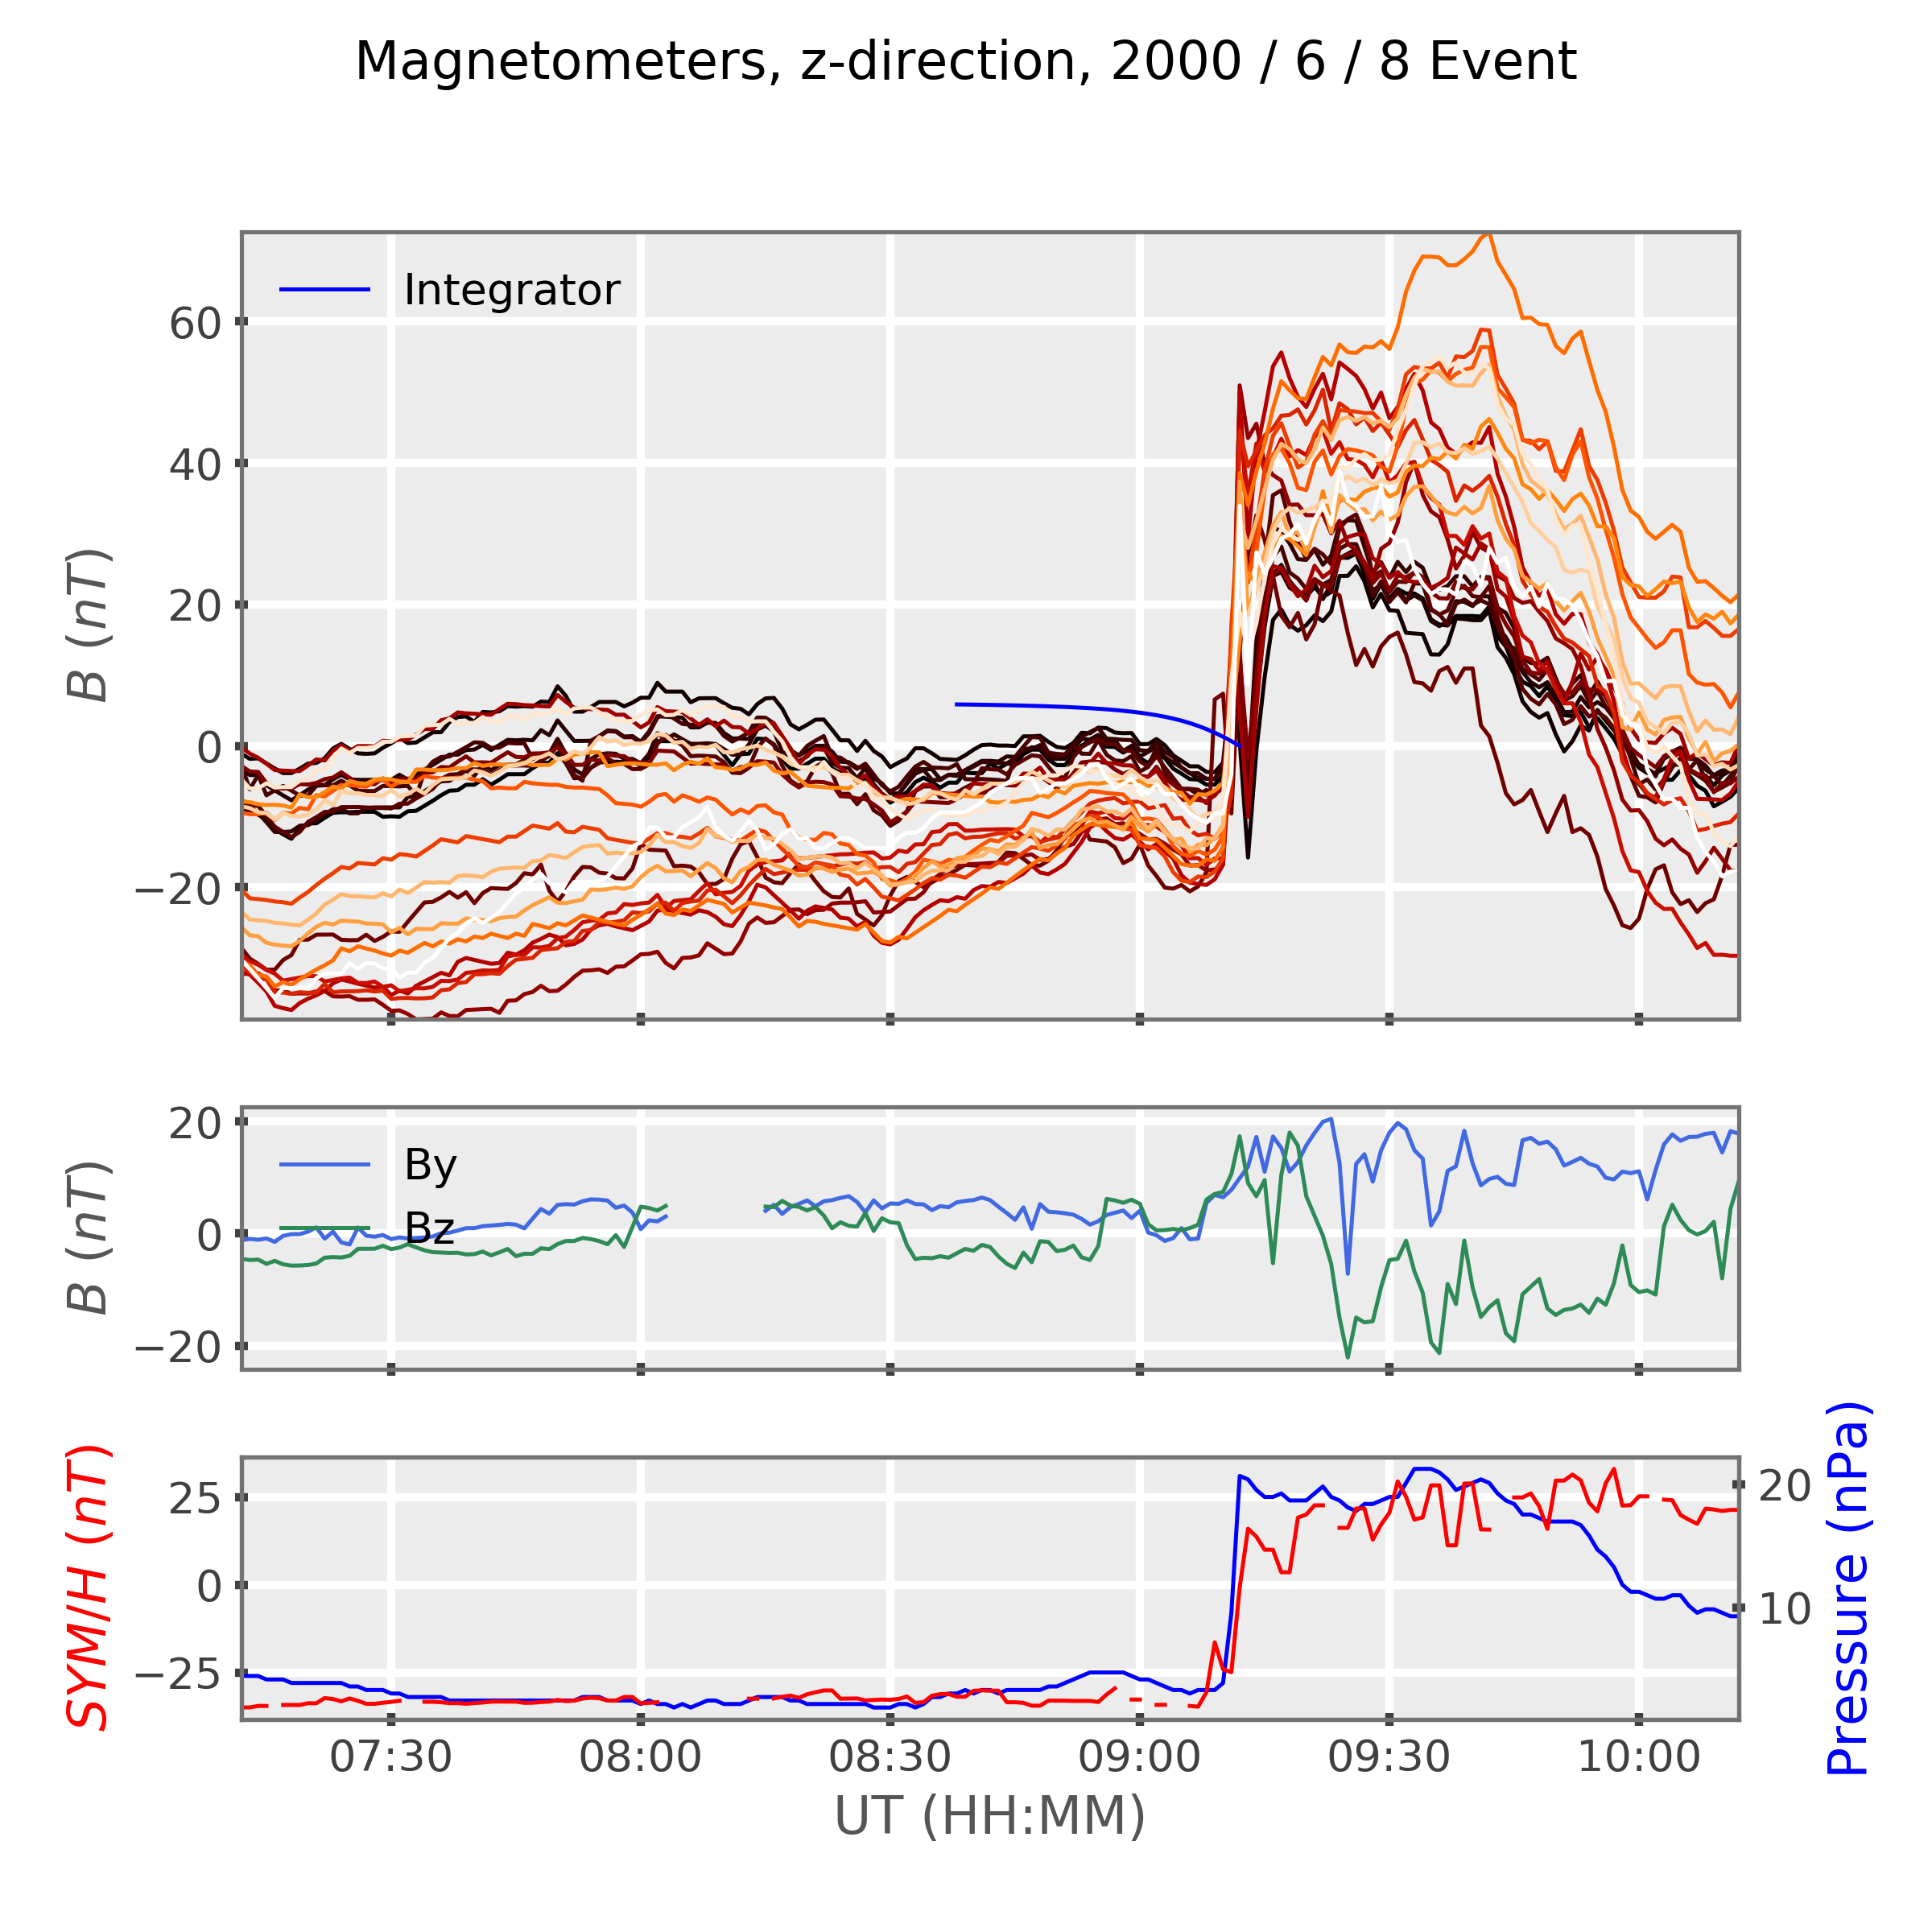 Magnetometers, z-direction, 2000 / 6 / 8 Event
B (nT)
60
40
20
0
−20
Integrator
B (nT)
20
0
−20
By
Bz
SYM/H (nT)
25
0
−25
20
10
Pressure (nPa)
07:30 08:00 08:30 09:00 09:30 10:00
UT (HH:MM)